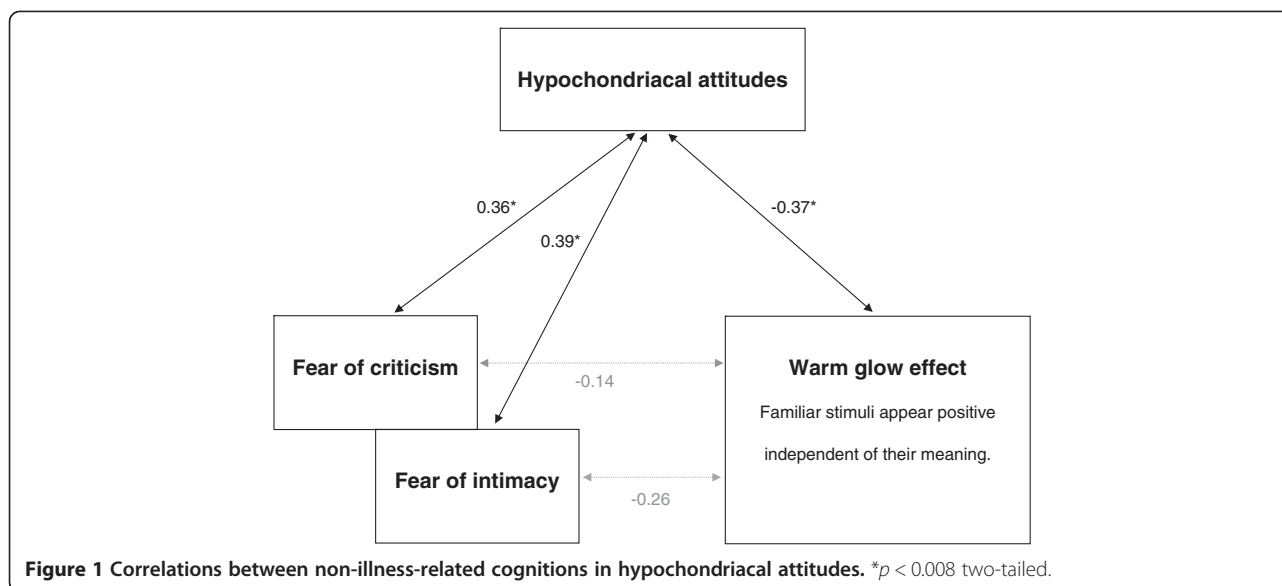 Hypochondriacal attitudes
0.36*
-0.37*
0.39*
Fear of criticism
-0.14
Warm glow effect
Familiar stimuli appear positive
independent of their meaning.
Fear of intimacy
-0.26
Figure 1 Correlations between non-illness-related cognitions in hypochondriacal attitudes. *p < 0.008 two-tailed.